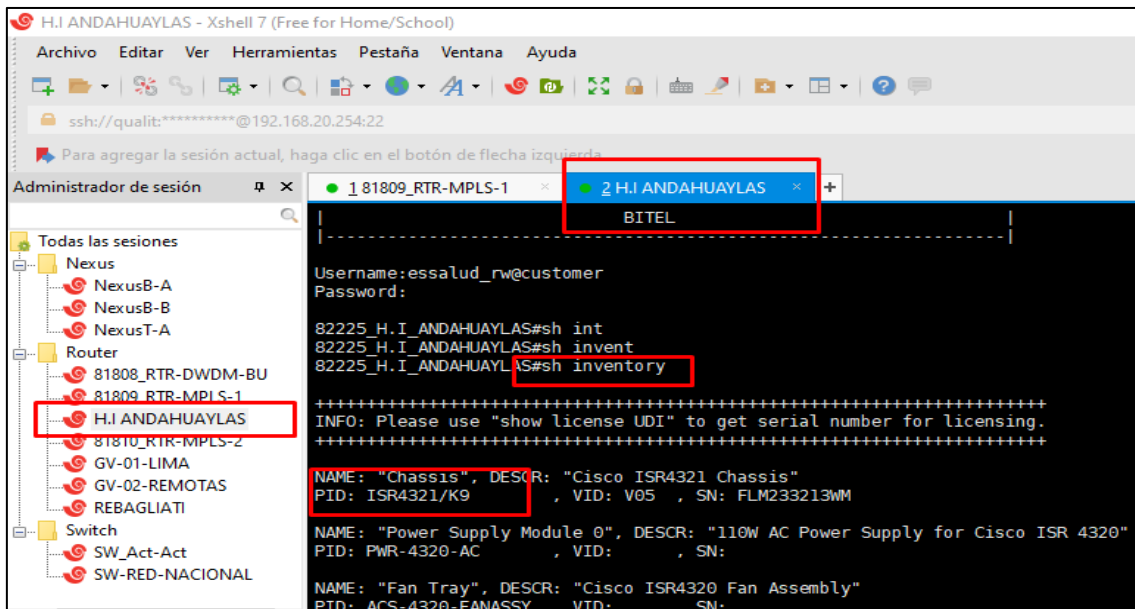 H.I ANDAHUAYLAS - Xshell 7 (Free for Home/School)
Archivo Editar Ver Herramientas Pestaña Ventana Ayuda
ssh://qualit:**********@192.168.20.254:22
Para agregar la sesión actual, haga clic en el botón de flecha izquierda.
Administrador de sesión
1 81809_RTR-MPLS-1
2 H.I ANDAHUAYLAS
Todas las sesiones
Nexus
NexusB-A
NexusB-B
NexusT-A
Router
81808_RTR-DWDM-BU
81809_RTR-MPLS-1
H.I ANDAHUAYLAS
81810_RTR-MPLS-2
GV-01-LIMA
GV-02-REMOTAS
REBAGLIATI
Switch
SW_Act-Act
SW-RED-NACIONAL
| BITEL |
|------------------------------------------------------------------|
Username:essalud_rw@customer
Password:
82225_H.I_ANDAHUAYLAS#sh int
82225_H.I_ANDAHUAYLAS#sh invent
82225_H.I_ANDAHUAYLAS#sh inventory
++++++++++++++++++++++++++++++++++++++++++++++++++++++++++++++++++++++
INFO: Please use "show license UDI" to get serial number for licensing.
++++++++++++++++++++++++++++++++++++++++++++++++++++++++++++++++++++++
NAME: "Chassis", DESCR: "Cisco ISR4321 Chassis"
PID: ISR4321/K9 , VID: V05 , SN: FLM233213WM
NAME: "Power Supply Module 0", DESCR: "110W AC Power Supply for Cisco ISR 4320"
PID: PWR-4320-AC , VID: , SN:
NAME: "Fan Tray", DESCR: "Cisco ISR4320 Fan Assembly"
PID: ACS-4320-FANASSY VID: SN: